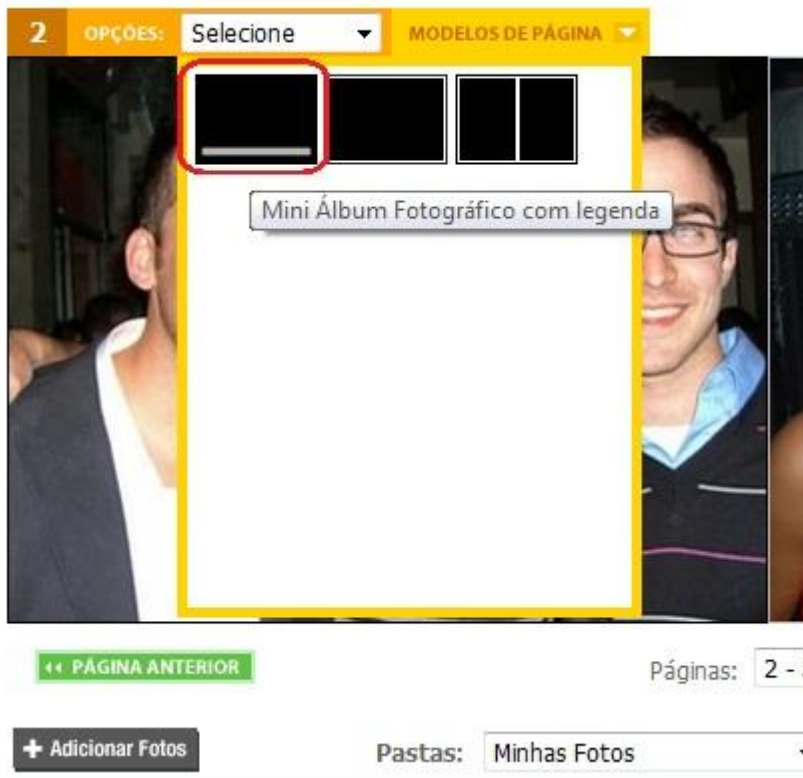 2 OPÇÕES: Selecione MODELOS DE PÁGINA
Mini Álbum Fotográfico com legenda
PÁGINA ANTERIOR
Páginas: 2 -
+ Adicionar Fotos
Pastas: Minhas Fotos